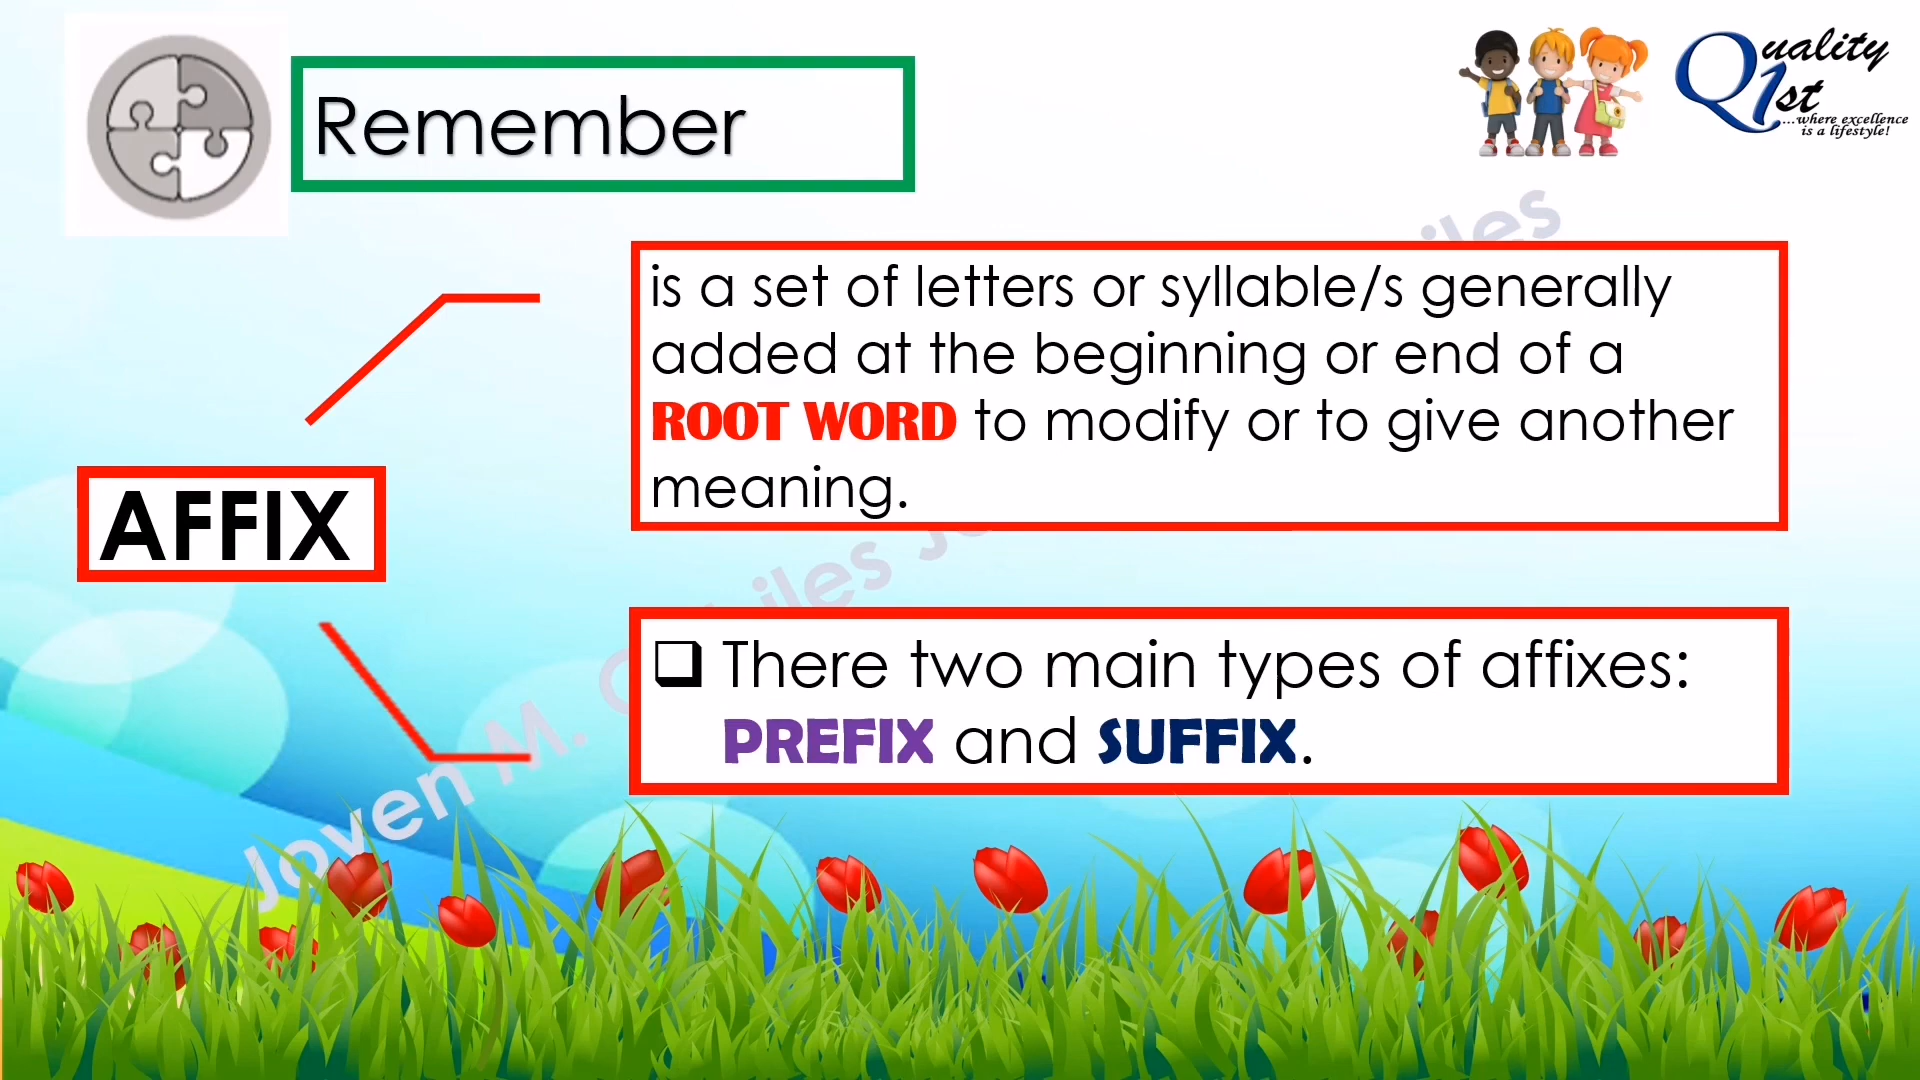 Remember
Quality
1st
...where excellence
is a lifestyle!
is a set of letters or syllable/s generally
added at the beginning or end of a
ROOT WORD to modify or to give another
meaning.
AFFIX
❑ There two main types of affixes:
PREFIX and SUFFIX.
Joven M.